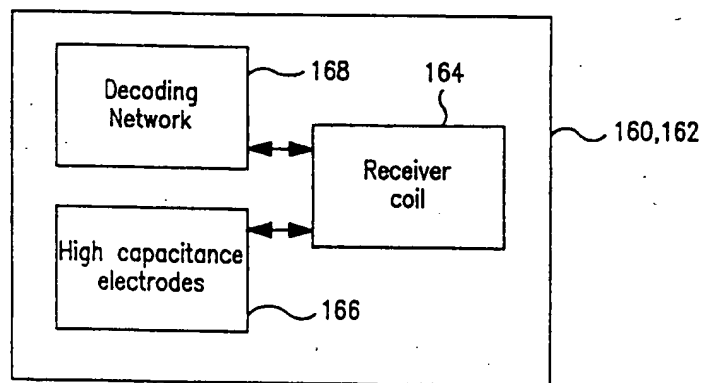 168
Decoding
Network
164
160,162
Receiver
coil
High capacitance
electrodes
166